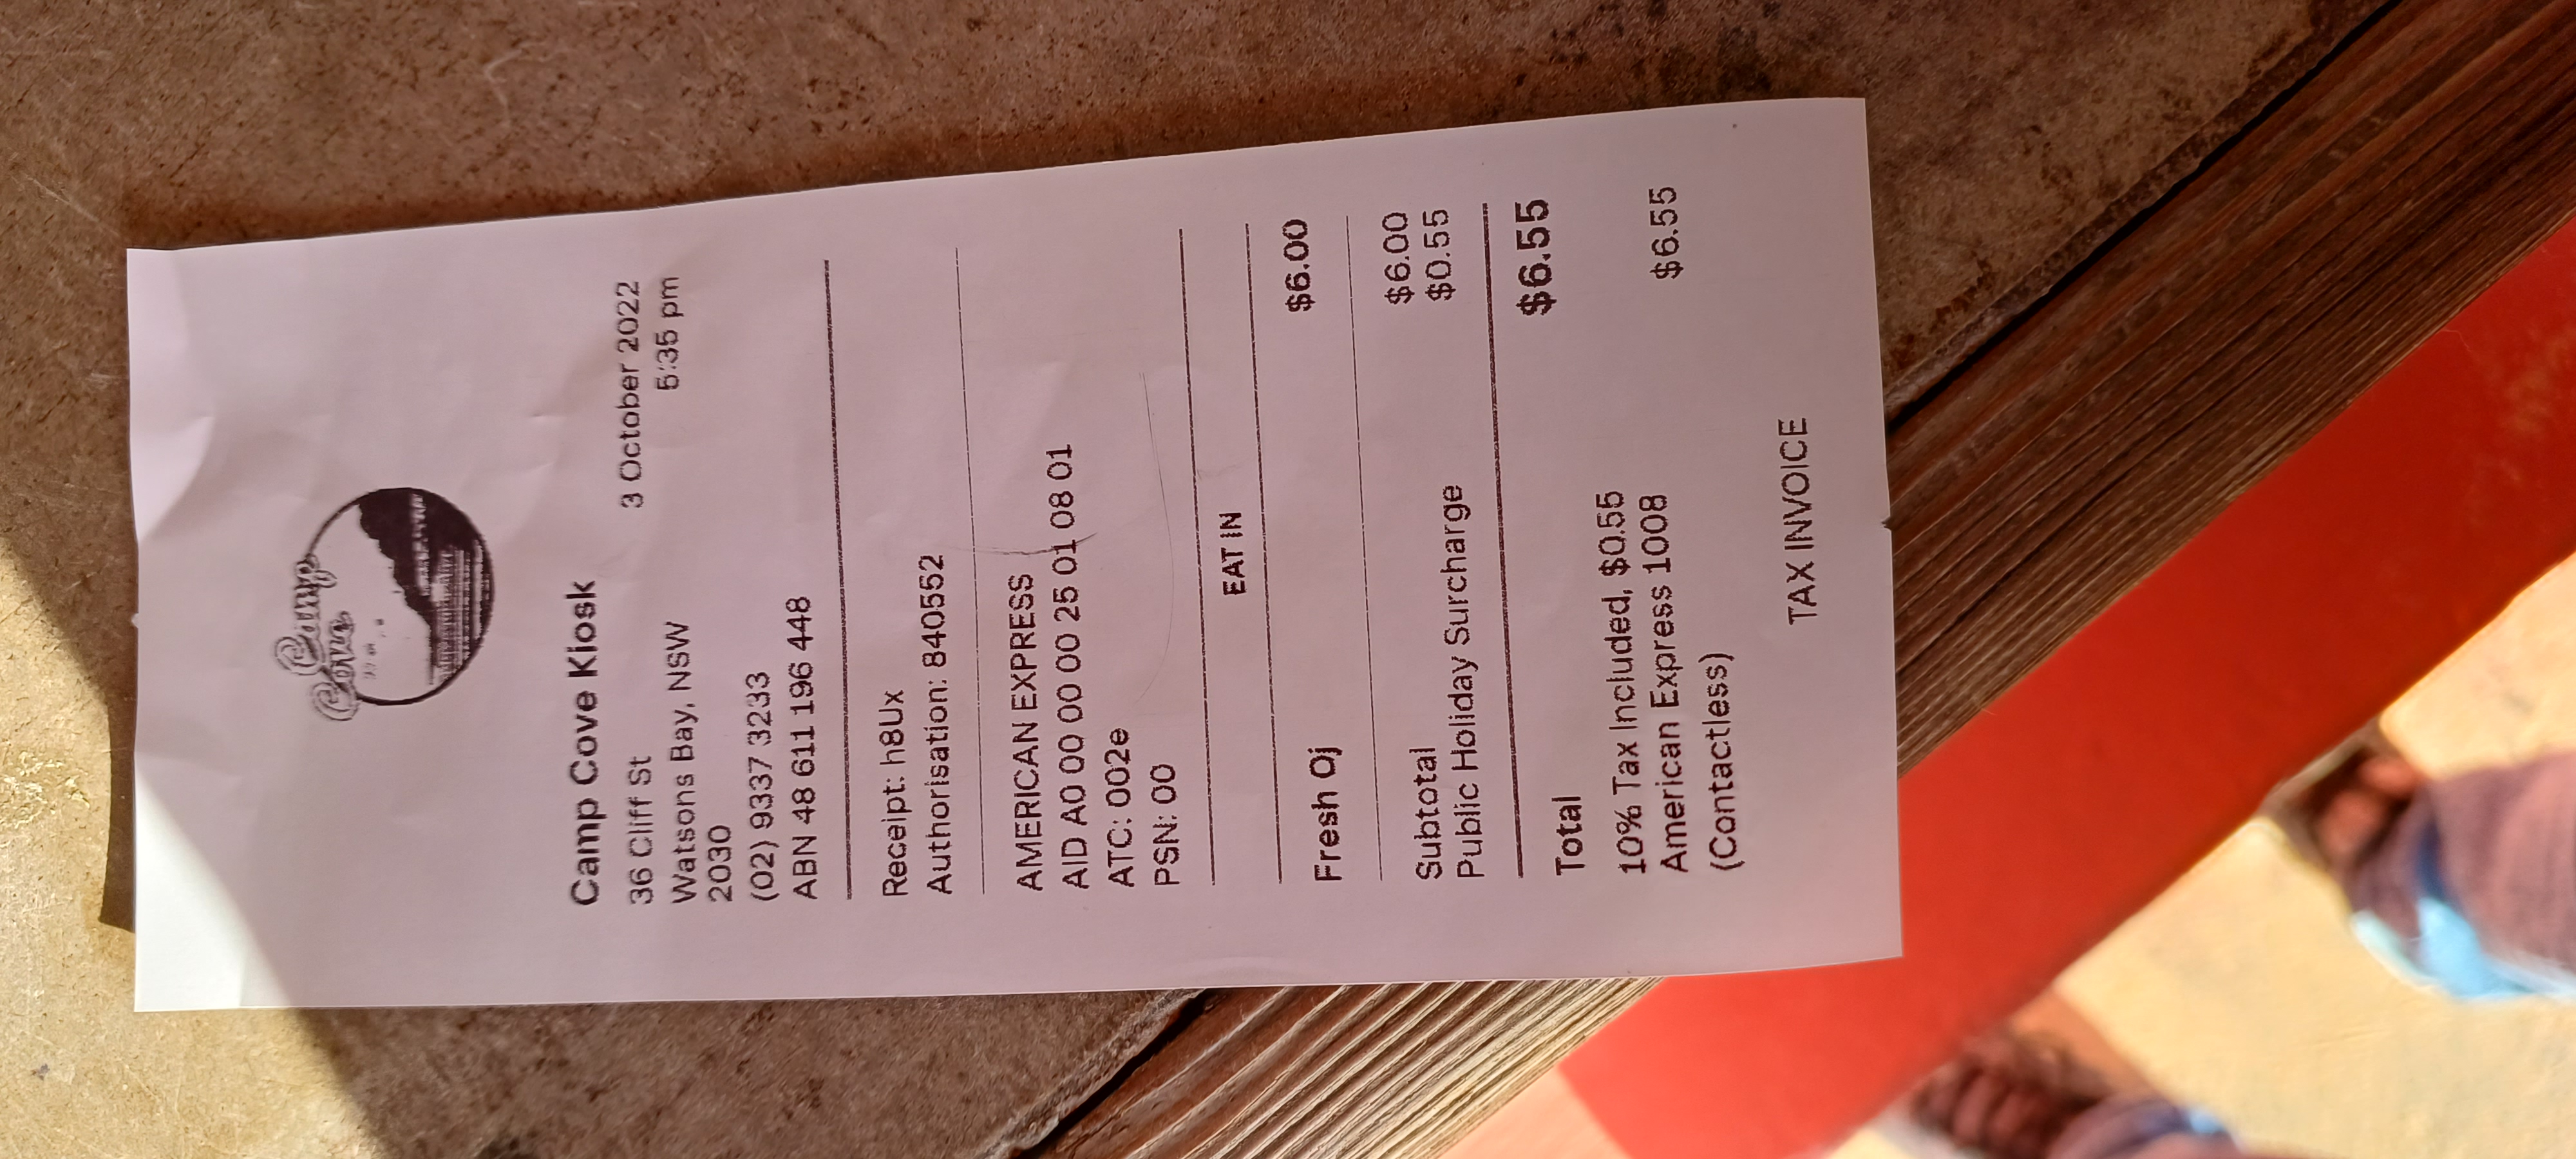 Camp
Cove
Camp Cove Kiosk
36 Cliff St
3 October 2022
Watsons Bay, NSW
5:35 pm
2030
(02) 9337 3233
ABN 48 611 196 448
Receipt: h8Ux
Authorisation: 840552
AMERICAN EXPRESS
AID A0 00 00 00 25 01 08 01
ATC: 002e
PSN: 00
EAT IN
Fresh Oj $6.00
Subtotal $6.00
Public Holiday Surcharge $0.55
Total $6.55
10% Tax Included, $0.55
American Express 1008 $6.55
(Contactless)
TAX INVOICE